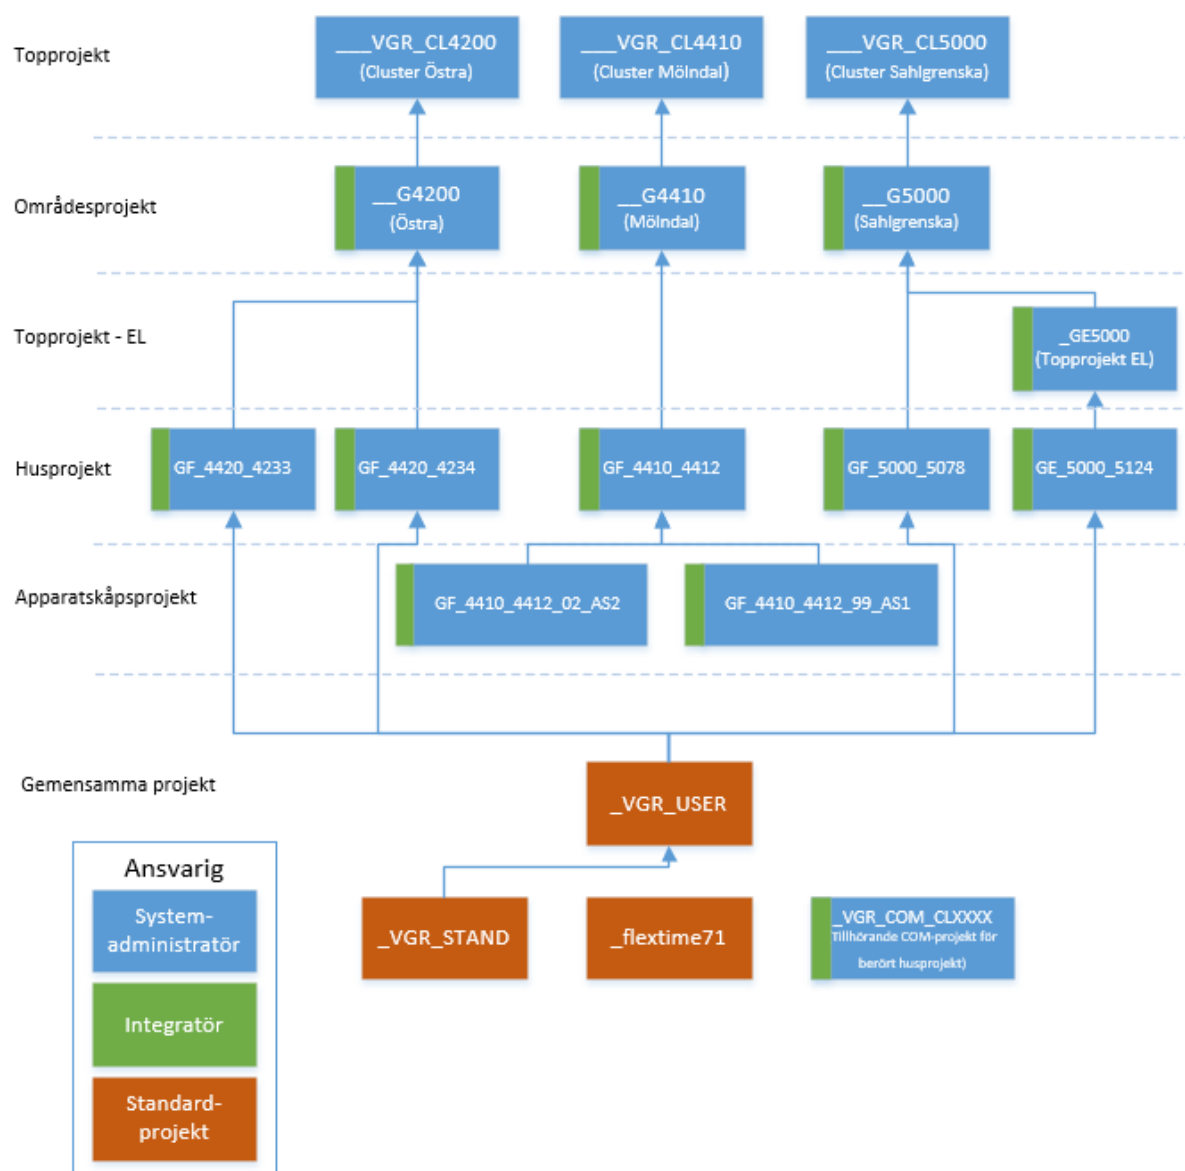 Topprojekt
___VGR_CL4200
(Cluster Östra)
___VGR_CL4410
(Cluster Mölndal)
___VGR_CL5000
(Cluster Sahlgrenska)
Områdesprojekt
__G4200
(Östra)
__G4410
(Mölndal)
__G5000
(Sahlgrenska)
Topprojekt - EL
_GE5000
(Topprojekt EL)
Husprojekt
GF_4420_4233
GF_4420_4234
GF_4410_4412
GF_5000_5078
GE_5000_5124
Apparatskåpsprojekt
GF_4410_4412_02_AS2
GF_4410_4412_99_AS1
Gemensamma projekt
_VGR_USER
_VGR_STAND
_flextime71
_VGR_COM_CLXXXX
Tillhörande COM-projekt för
berört husprojekt)
Ansvarig
System-
administratör
Integratör
Standard-
projekt